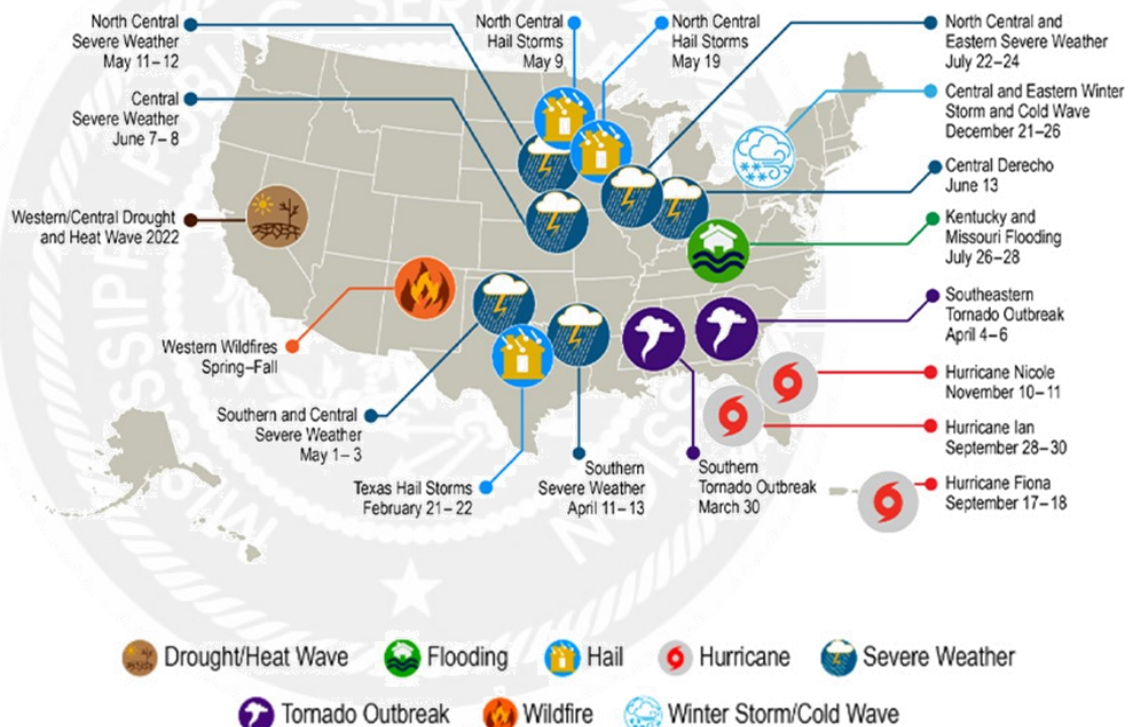 North Central
Severe Weather
May 11–12
North Central
Hail Storms
May 9
North Central
Hail Storms
May 19
North Central and
Eastern Severe Weather
July 22–24
Central
Severe Weather
June 7–8
Central and Eastern Winter
Storm and Cold Wave
December 21–26
Central Derecho
June 13
Western/Central Drought
and Heat Wave 2022
Kentucky and
Missouri Flooding
July 26–28
Southeastern
Tornado Outbreak
April 4–6
Western Wildfires
Spring–Fall
Hurricane Nicole
November 10–11
Southern and Central
Severe Weather
May 1–3
Hurricane Ian
September 28–30
Texas Hail Storms
February 21–22
Southern
Severe Weather
April 11–13
Southern
Tornado Outbreak
March 30
Hurricane Fiona
September 17–18
Drought/Heat Wave
Flooding
Hail
Hurricane
Severe Weather
Tornado Outbreak
Wildfire
Winter Storm/Cold Wave